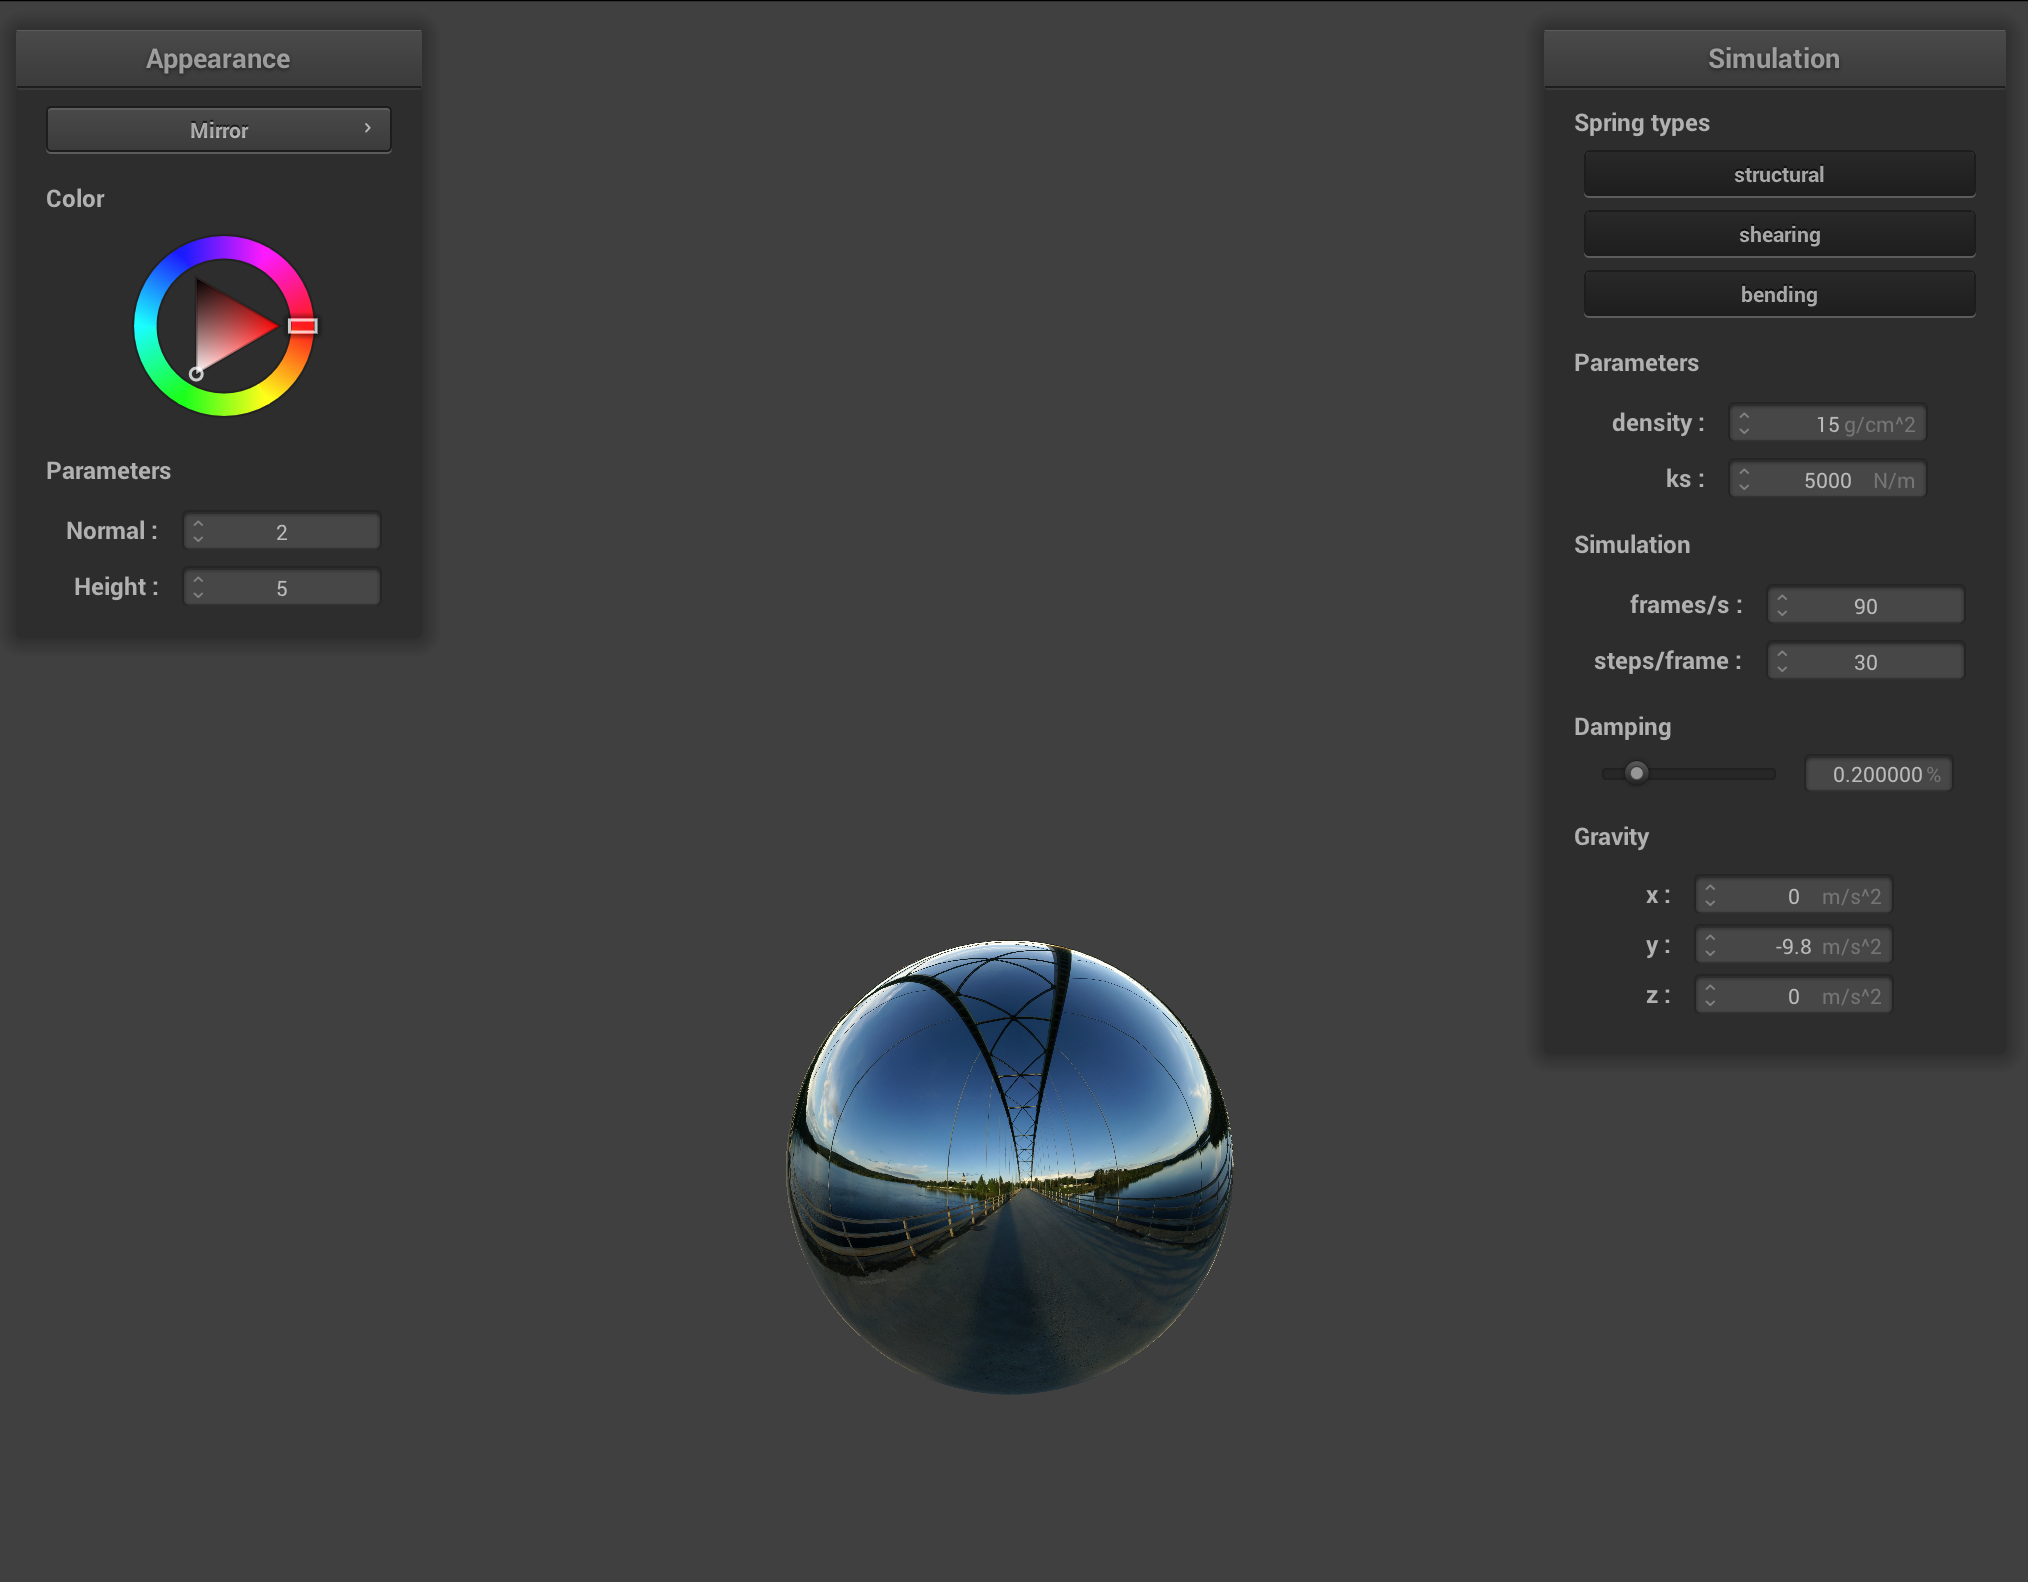 Appearance
Mirror
Color
Parameters
Normal : 2
Height : 5
Simulation
Spring types
structural
shearing
bending
Parameters
density : 15 g/cm^2
ks : 5000 N/m
Simulation
frames/s : 90
steps/frame : 30
Damping
0.200000 %
Gravity
x : 0 m/s^2
y : -9.8 m/s^2
z : 0 m/s^2